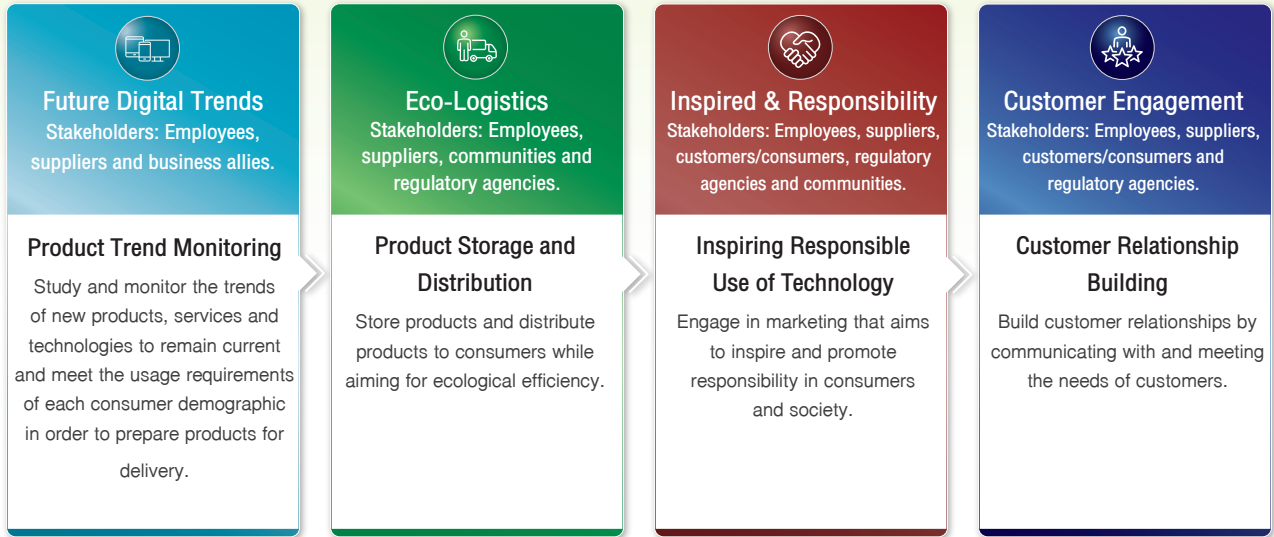 Future Digital Trends
Stakeholders: Employees,
suppliers and business allies.
Product Trend Monitoring
Study and monitor the trends
of new products, services and
technologies to remain current
and meet the usage requirements
of each consumer demographic
in order to prepare products for
delivery.
Eco-Logistics
Stakeholders: Employees,
suppliers, communities and
regulatory agencies.
Product Storage and
Distribution
Store products and distribute
products to consumers while
aiming for ecological efficiency.
Inspired & Responsibility
Stakeholders: Employees, suppliers,
customers/consumers, regulatory
agencies and communities.
Inspiring Responsible
Use of Technology
Engage in marketing that aims
to inspire and promote
responsibility in consumers
and society.
Customer Engagement
Stakeholders: Employees, suppliers,
customers/consumers and
regulatory agencies.
Customer Relationship
Building
Build customer relationships by
communicating with and meeting
the needs of customers.